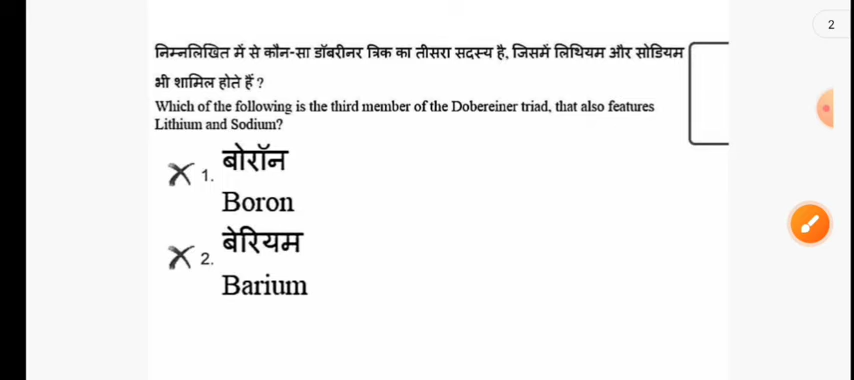 2
निम्नलिखित में से कौन-सा डॉबरीनर त्रिक का तीसरा सदस्य है, जिसमें लिथियम और सोडियम
भी शामिल होते हैं ?
Which of the following is the third member of the Dobereiner triad, that also features
Lithium and Sodium?
1. बोरॉन
Boron
2. बेरियम
Barium